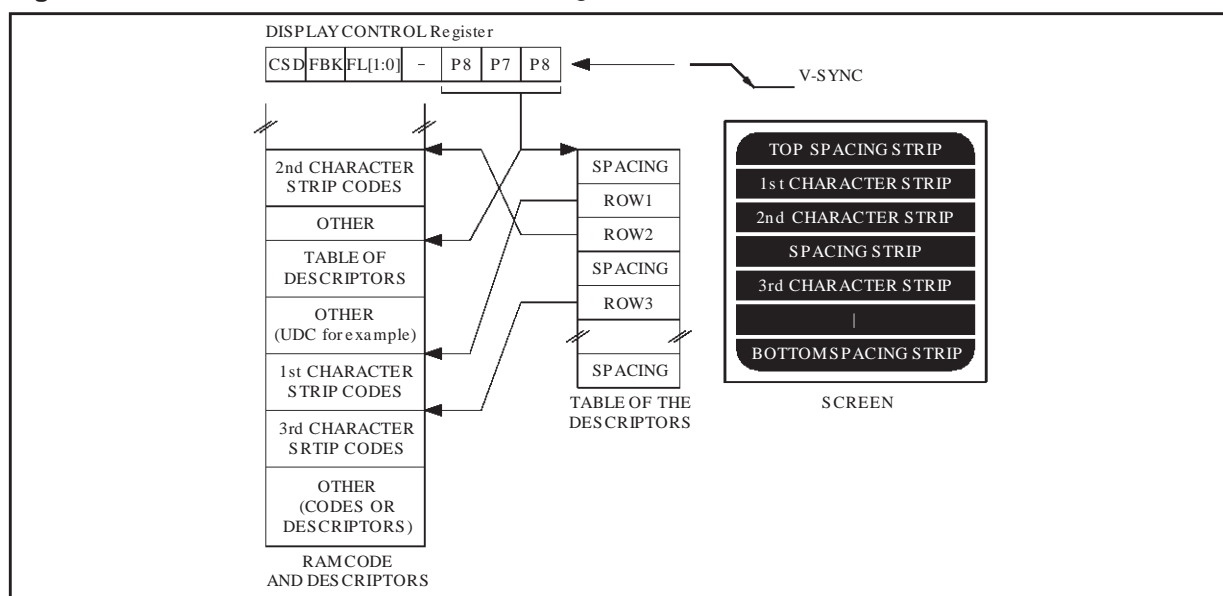 DISPLAY CONTROL Register
CSD FBK FL[1:0] - P8 P7 P8
V-SYNC
2nd CHARACTER
STRIP CODES
OTHER
TABLE OF
DESCRIPTORS
OTHER
(UDC for example)
1st CHARACTER
STRIP CODES
3rd CHARACTER
SRTIP CODES
OTHER
(CODES OR
DESCRIPTORS)
RAM CODE
AND DESCRIPTORS
SPACING
ROW1
ROW2
SPACING
ROW3
SPACING
TABLE OF THE
DESCRIPTORS
TOP SPACING STRIP
1st CHARACTER STRIP
2nd CHARACTER STRIP
SPACING STRIP
3rd CHARACTER STRIP
|
BOTTOM SPACING STRIP
SCREEN